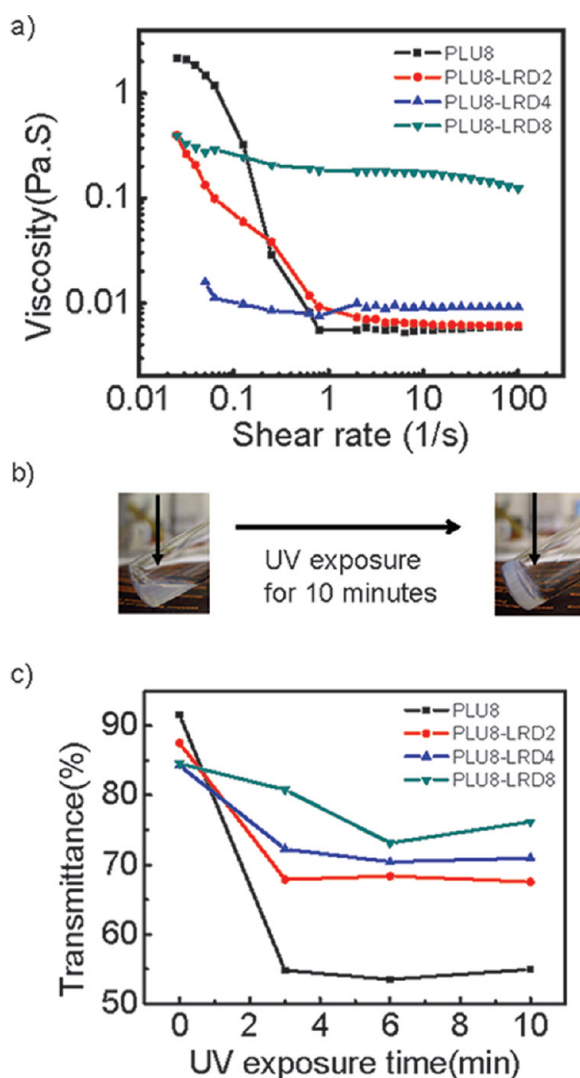 a)
PLU8
PLU8-LRD2
PLU8-LRD4
PLU8-LRD8
Viscosity(Pa.S)
1
0.1
0.01
0.01 0.1 1 10 100
Shear rate (1/s)
b)
UV exposure
for 10 minutes
c)
PLU8
PLU8-LRD2
PLU8-LRD4
PLU8-LRD8
Transmittance(%)
90
80
70
60
50
0 2 4 6 8 10
UV exposure time(min)